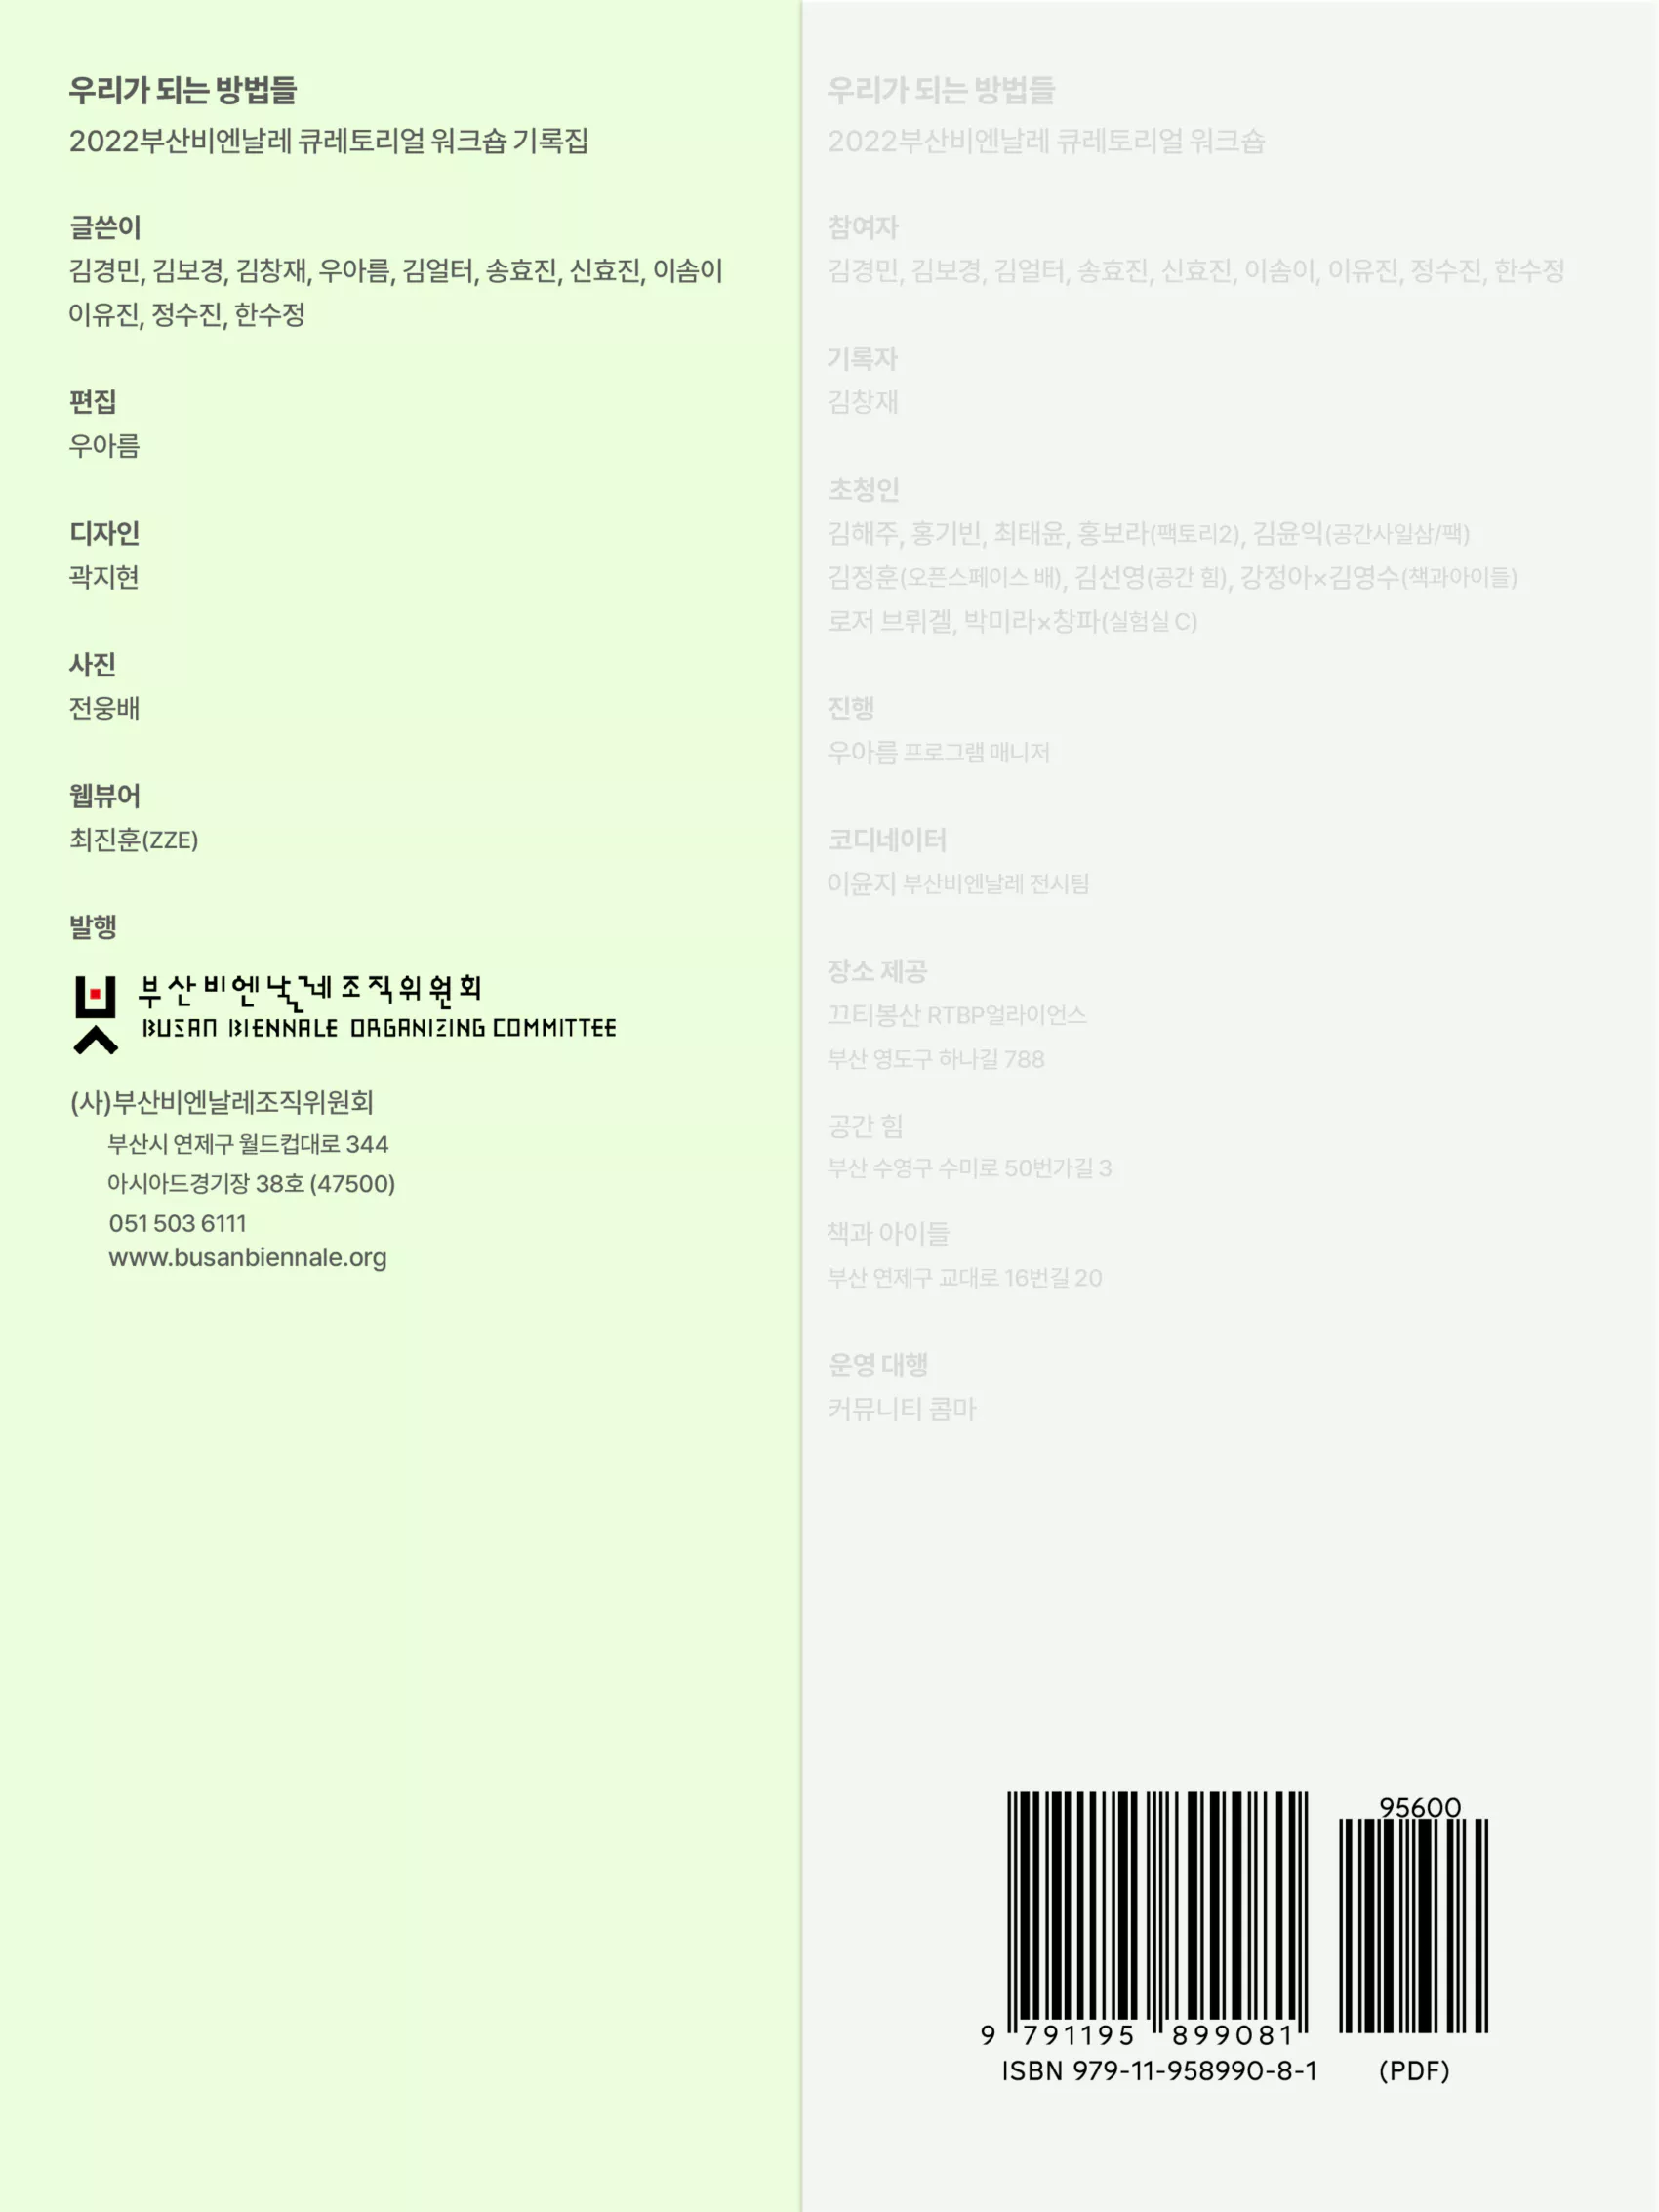 우리가 되는 방법들
2022부산비엔날레 큐레토리얼 워크숍 기록집
글쓴이
김경민, 김보경, 김창재, 우아름, 김얼터, 송효진, 신효진, 이솜이
이유진, 정수진, 한수정
편집
우아름
디자인
곽지현
사진
전웅배
웹뷰어
최진훈(ZZE)
발행
부산비엔날레조직위원회
BUSAN BIENNALE ORGANIZING COMMITTEE
(사)부산비엔날레조직위원회
부산시 연제구 월드컵대로 344
아시아드경기장 38호 (47500)
051 503 6111
www.busanbiennale.org
우리가 되는 방법들
2022부산비엔날레 큐레토리얼 워크숍
참여자
김경민, 김보경, 김얼터, 송효진, 신효진, 이솜이, 이유진, 정수진, 한수정
기록자
김창재
초청인
김해주, 홍기빈, 최태윤, 홍보라(팩토리2), 김윤익(공간사일삼/팩)
김정훈(오픈스페이스 배), 김선영(공간 힘), 강정아×김영수(책과아이들)
로저 브뤼겔, 박미라×창파(실험실 C)
진행
우아름 프로그램 매니저
코디네이터
이윤지 부산비엔날레 전시팀
장소 제공
끄티봉산 RTBP얼라이언스
부산 영도구 하나길 788
공간 힘
부산 수영구 수미로 50번가길 3
책과 아이들
부산 연제구 교대로 16번길 20
운영 대행
커뮤니티 콤마
95600
9 791195 899081
ISBN 979-11-958990-8-1 (PDF)